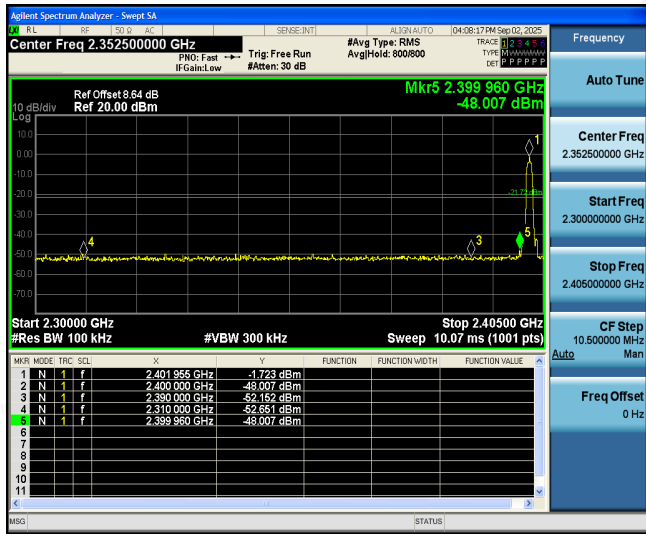 Agilent Spectrum Analyzer - Swept SA
LXI RL RF 50 Ω AC SENSE:INT ALIGN AUTO 04:08:17 PM Sep 02, 2025
Center Freq 2.352500000 GHz
PNO: Fast
IFGain:Low
Trig: Free Run
#Atten: 30 dB
#Avg Type: RMS
Avg|Hold: 800/800
TRACE 1 2 3 4 5 6
TYPE M W W W W W
DET P P P P P P
Ref Offset 8.64 dB
Ref 20.00 dBm
10 dB/div
Log
Mkr5 2.399 960 GHz
-48.007 dBm
10.0
0.00
-10.0
-20.0
-30.0
-40.0
-50.0
-60.0
-70.0
1
-21.72 dBm
4
3
5
Start 2.30000 GHz
Stop 2.40500 GHz
#Res BW 100 kHz
#VBW 300 kHz
Sweep 10.07 ms (1001 pts)
MKR MODE TRC SCL X Y FUNCTION FUNCTION WIDTH FUNCTION VALUE
1 N 1 f 2.401 955 GHz -1.723 dBm
2 N 1 f 2.400 000 GHz -48.007 dBm
3 N 1 f 2.390 000 GHz -52.152 dBm
4 N 1 f 2.310 000 GHz -52.651 dBm
5 N 1 f 2.399 960 GHz -48.007 dBm
6
7
8
9
10
11
MSG
STATUS
Frequency
Auto Tune
Center Freq
2.352500000 GHz
Start Freq
2.300000000 GHz
Stop Freq
2.405000000 GHz
CF Step
10.500000 MHz
Auto Man
Freq Offset
0 Hz